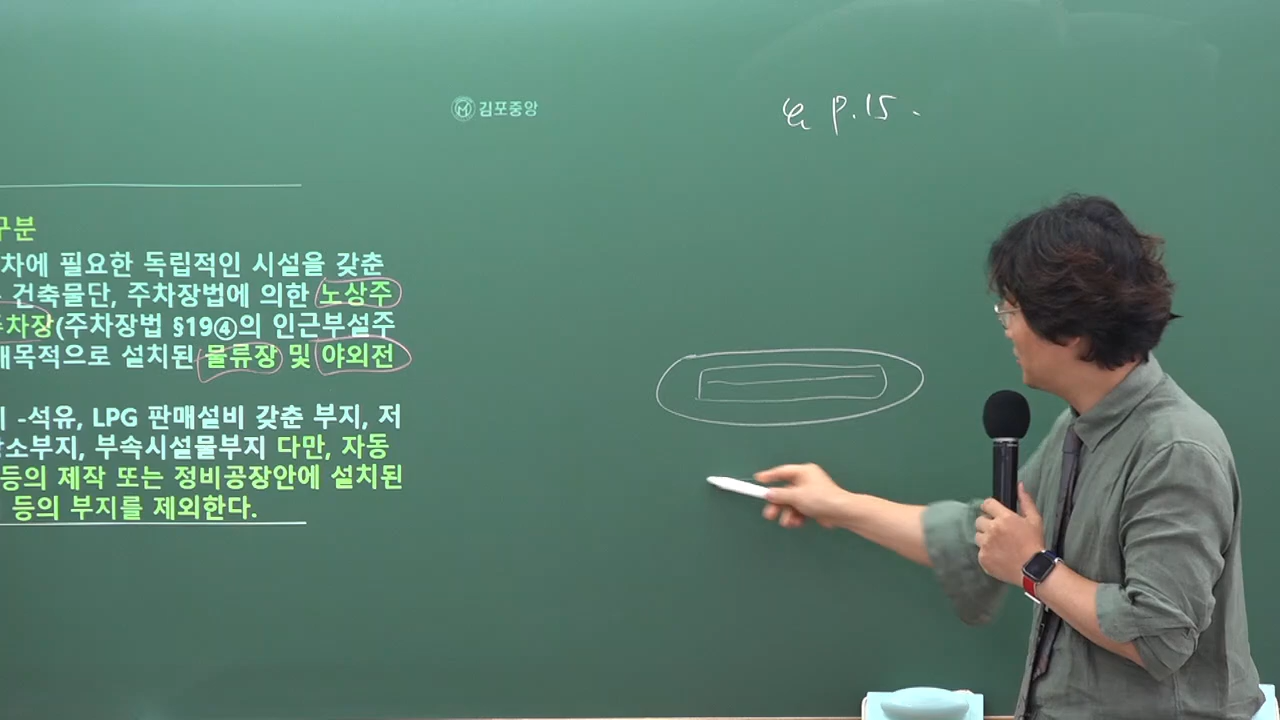 김포중앙
p.15.
구분
차에 필요한 독립적인 시설을 갖춘
건축물단, 주차장법에 의한 노상주
주차장(주차장법 §19④의 인근부설주
매목적으로 설치된 물류장 및 야외전
-석유, LPG 판매설비 갖춘 부지, 저
소부지, 부속시설물부지 다만, 자동
등의 제작 또는 정비공장안에 설치된
등의 부지를 제외한다.